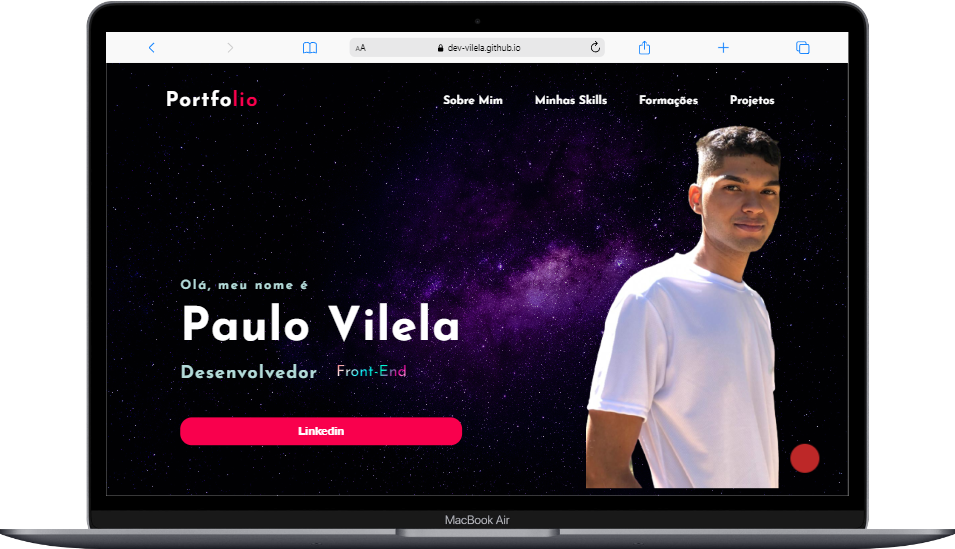 AA dev-vilela.github.io
Portfolio Sobre Mim Minhas Skills Formações Projetos
Olá, meu nome é
Paulo Vilela
Desenvolvedor Front-End
Linkedin
MacBook Air